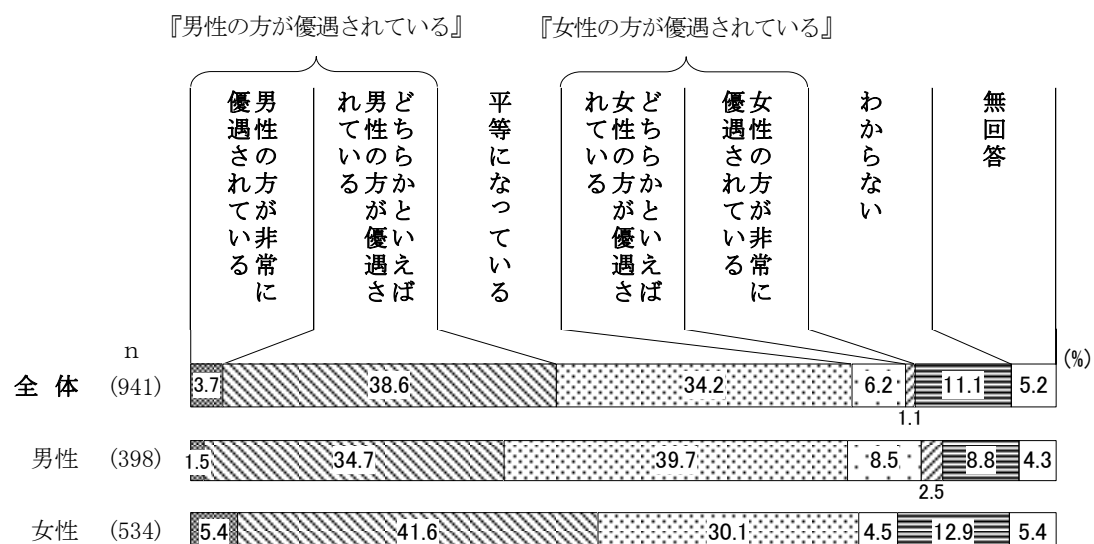 『男性の方が優遇されている』 『女性の方が優遇されている』
男性の方が非常に
優遇されている
どちらかといえば
男性の方が優遇さ
れている
平等になっている
どちらかといえば
女性の方が優遇さ
れている
女性の方が非常に
優遇されている
わからない
無回答
n
(%)
全 体 (941) 3.7 38.6 34.2 6.2 1.1 11.1 5.2
男性 (398) 1.5 34.7 39.7 8.5 2.5 8.8 4.3
女性 (534) 5.4 41.6 30.1 4.5 12.9 5.4